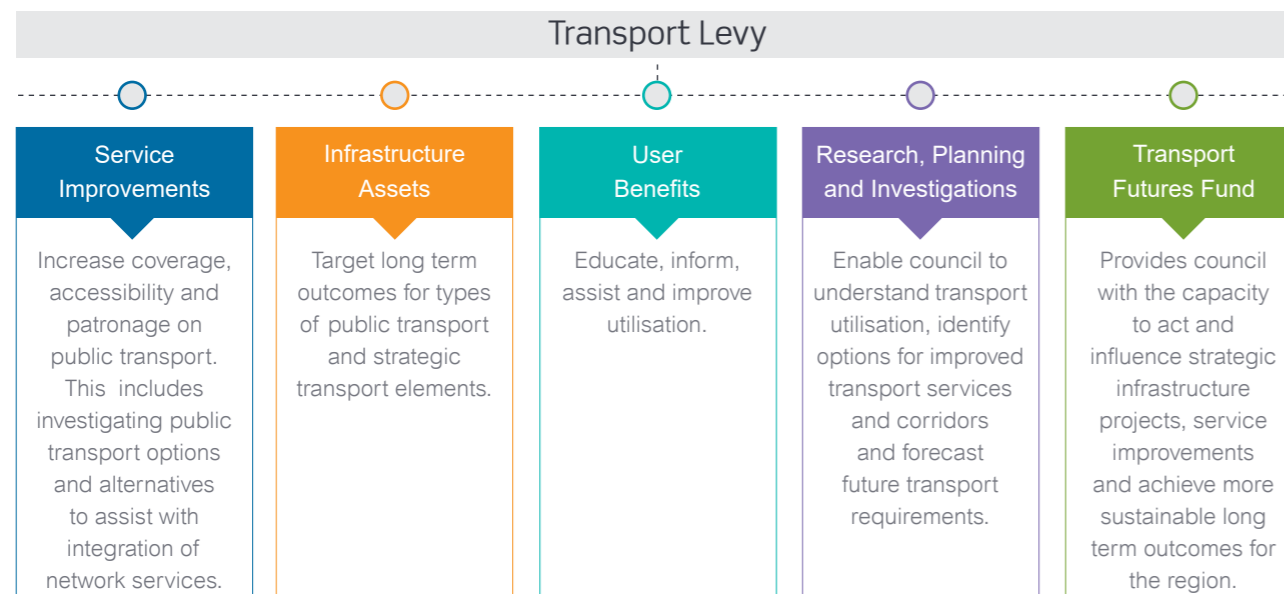 Transport Levy
Service
Improvements
Increase coverage,
accessibility and
patronage on
public transport.
This includes
investigating public
transport options
and alternatives
to assist with
integration of
network services.
Infrastructure
Assets
Target long term
outcomes for types
of public transport
and strategic
transport elements.
User
Benefits
Educate, inform,
assist and improve
utilisation.
Research, Planning
and Investigations
Enable council to
understand transport
utilisation, identify
options for improved
transport services
and corridors
and forecast
future transport
requirements.
Transport
Futures Fund
Provides council
with the capacity
to act and
influence strategic
infrastructure
projects, service
improvements
and achieve more
sustainable long
term outcomes for
the region.